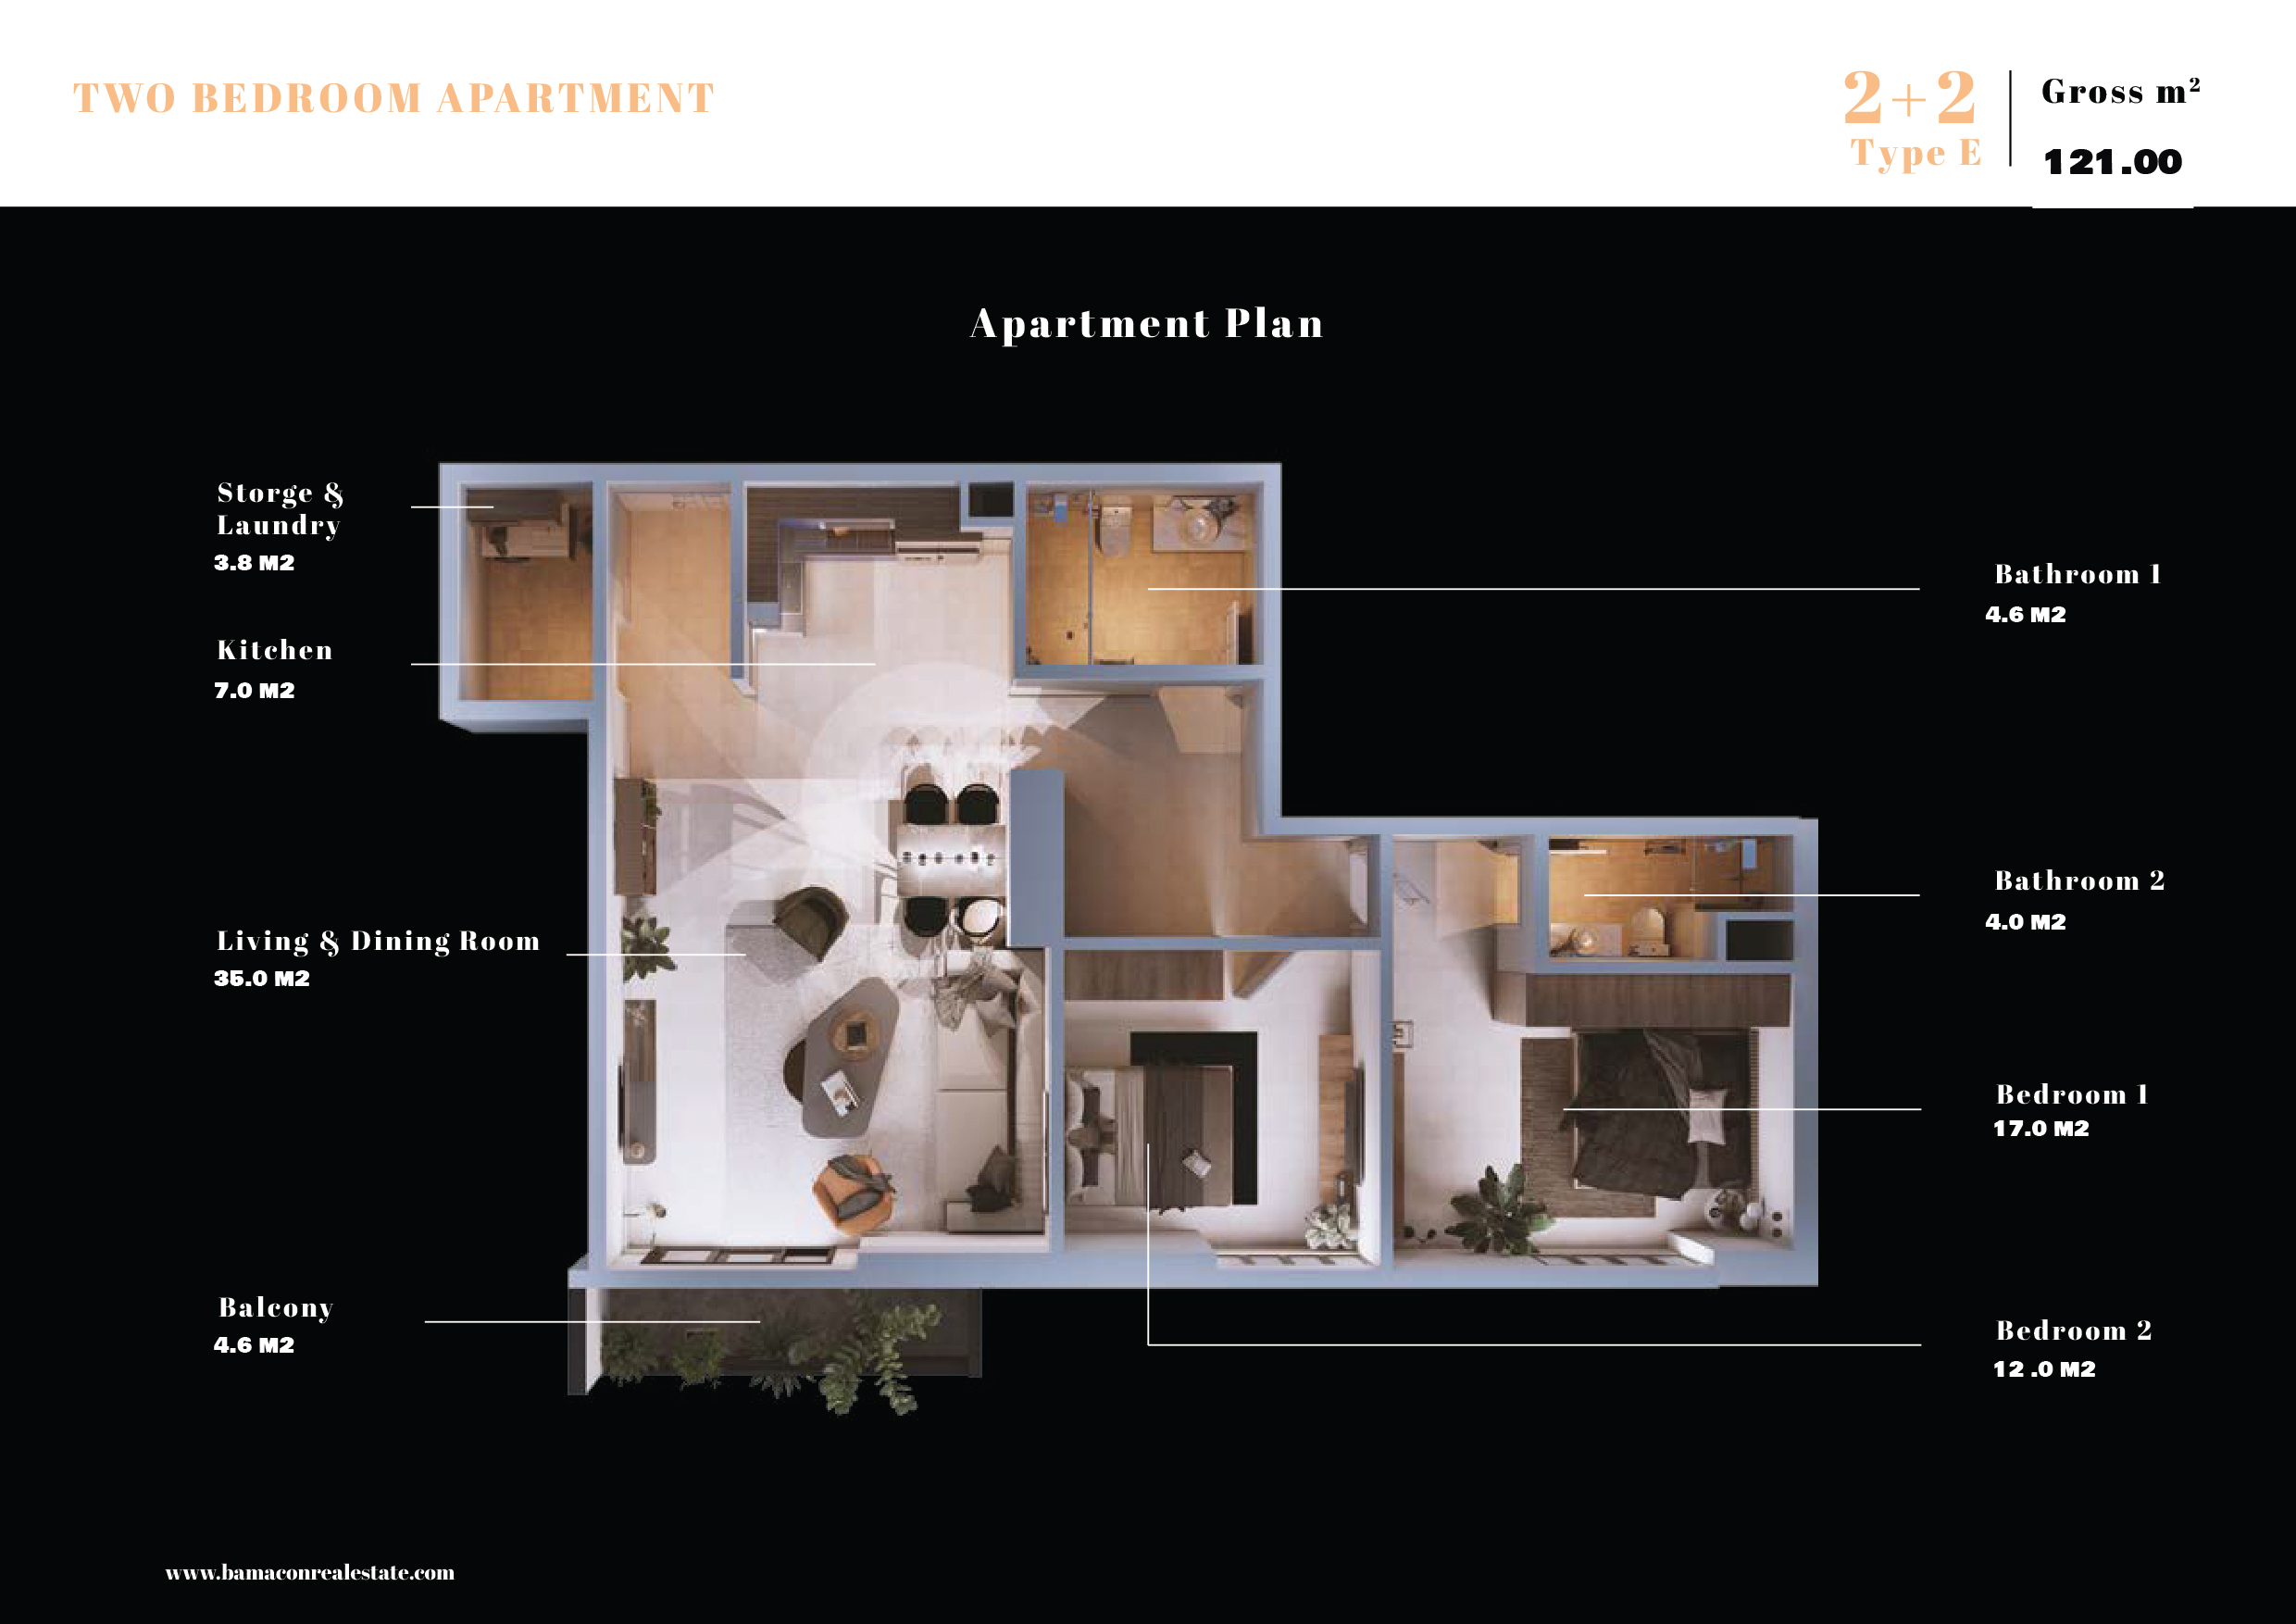 TWO BEDROOM APARTMENT
2+2
Type E
Gross m²
121.00
Apartment Plan
Storge &
Laundry
3.8 M2
Kitchen
7.0 M2
Living & Dining Room
35.0 M2
Balcony
4.6 M2
Bathroom 1
4.6 M2
Bathroom 2
4.0 M2
Bedroom 1
17.0 M2
Bedroom 2
12 .0 M2
www.bamaconrealestate.com